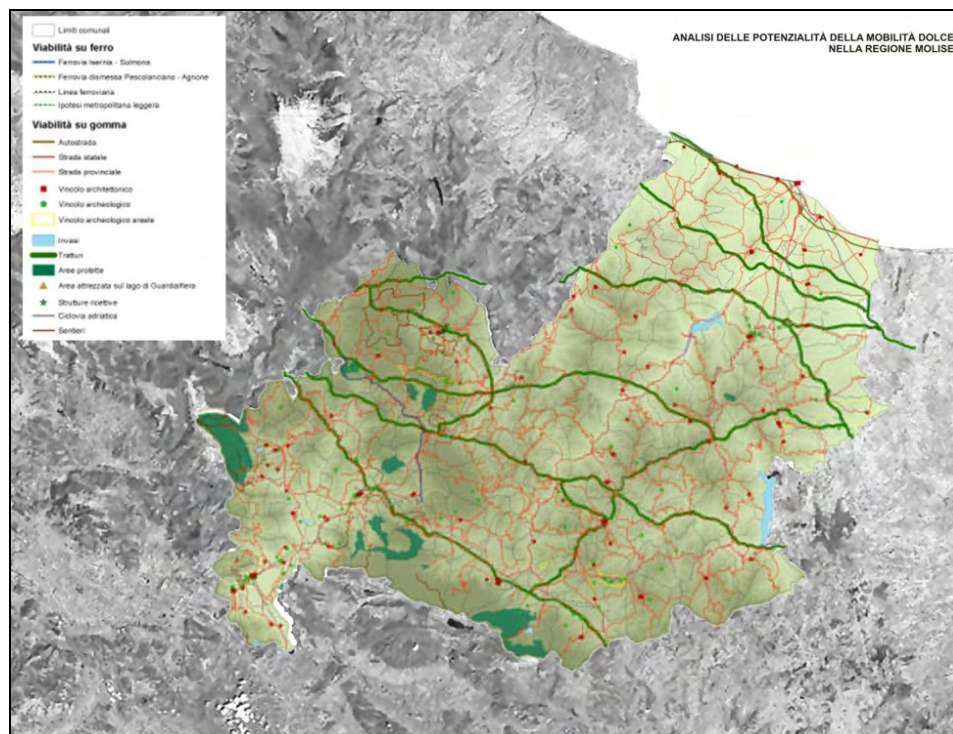 ANALISI DELLE POTENZIALITÀ DELLA MOBILITÀ DOLCE
NELLA REGIONE MOLISE
Limiti comunali
Viabilità su ferro
Ferrovia Isernia - Sulmona
Ferrovia dismessa Pescolanciano - Agnone
Linea ferroviaria
Ipotesi metropolitana leggera
Viabilità su gomma
Autostrada
Strada statale
Strada provinciale
Vincolo architettonico
Vincolo archeologico
Vincolo archeologico areale
Invasi
Tratturi
Aree protette
Area attrezzata sul lago di Guardialfiera
Strutture ricettive
Ciclovia adriatica
Sentieri